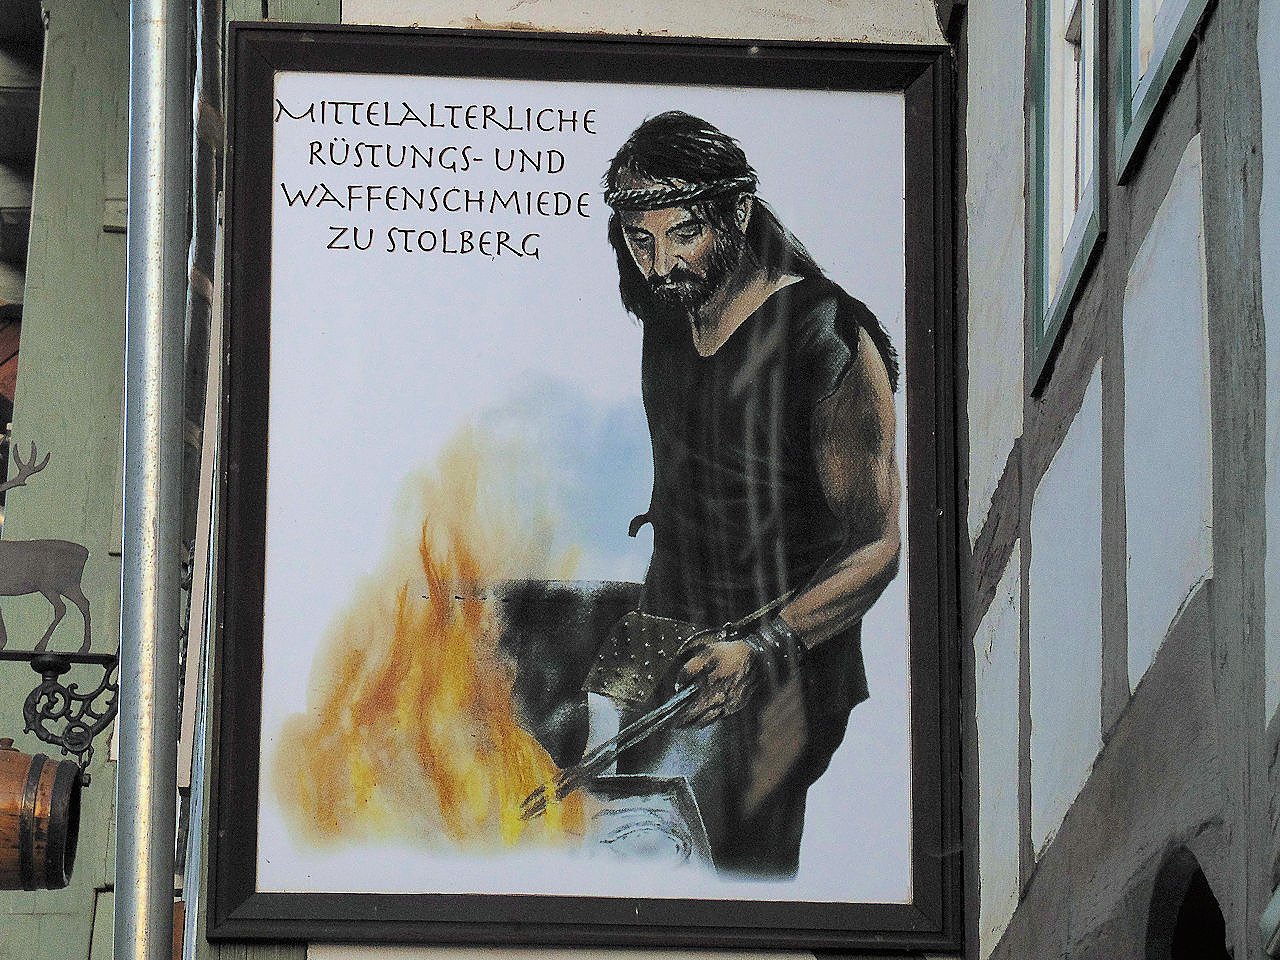 MITTELALTERLICHE
RÜSTUNGS- UND
WAFFENSCHMIEDE
ZU STOLBERG